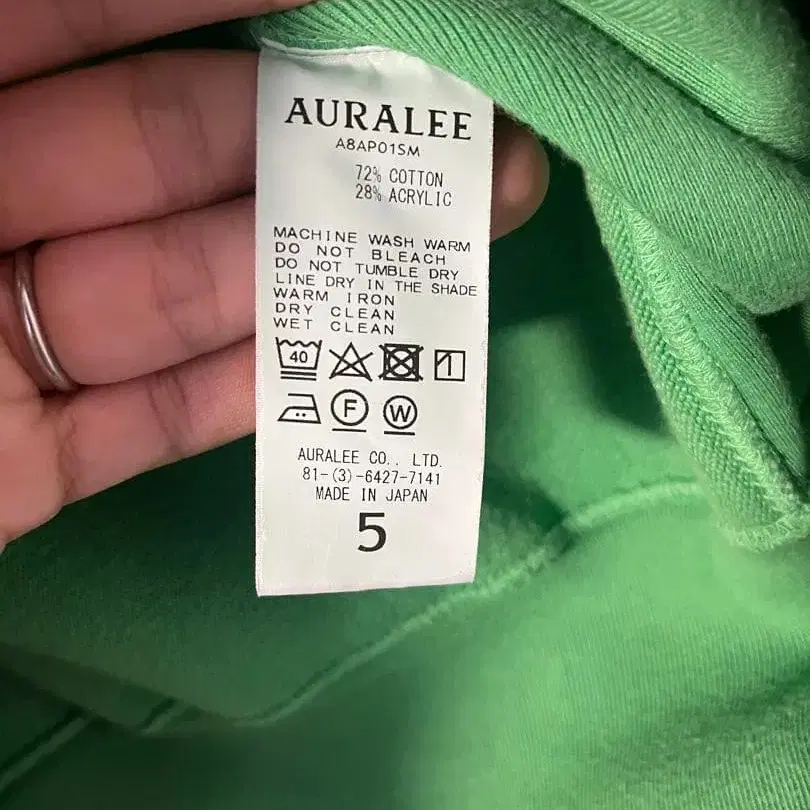 AURALEE
A8AP01SM
72% COTTON
28% ACRYLIC
MACHINE WASH WARM
DO NOT BLEACH
DO NOT TUMBLE DRY
LINE DRY IN THE SHADE
WARM IRON
DRY CLEAN
WET CLEAN
40
F W
AURALEE CO., LTD.
81-(3)-6427-7141
MADE IN JAPAN
5